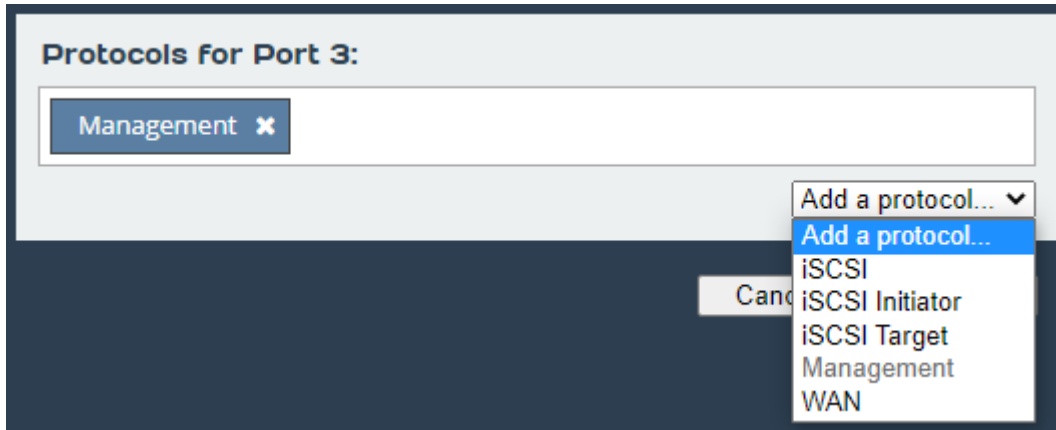 Protocols for Port 3:
Management ✖
Add a protocol...
Add a protocol...
iSCSI
iSCSI Initiator
iSCSI Target
Management
WAN